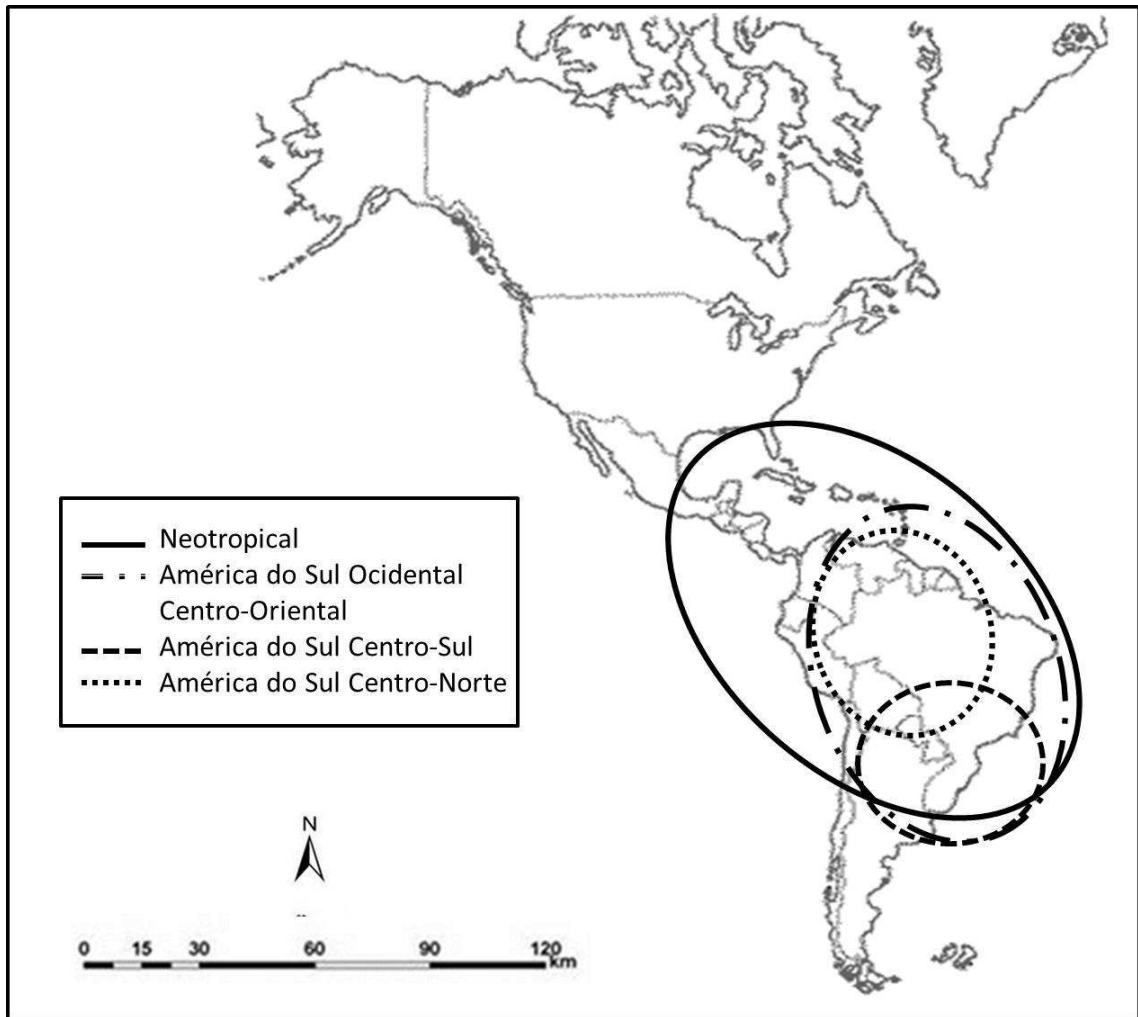 Neotropical
América do Sul Ocidental
Centro-Oriental
América do Sul Centro-Sul
América do Sul Centro-Norte
N
--
0 15 30 60 90 120
km